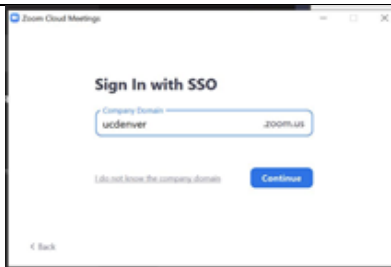 Zoom Cloud Meetings
Sign In with SSO
Company Domain
ucdenver .zoom.us
I do not know the company domain
Continue
< Back